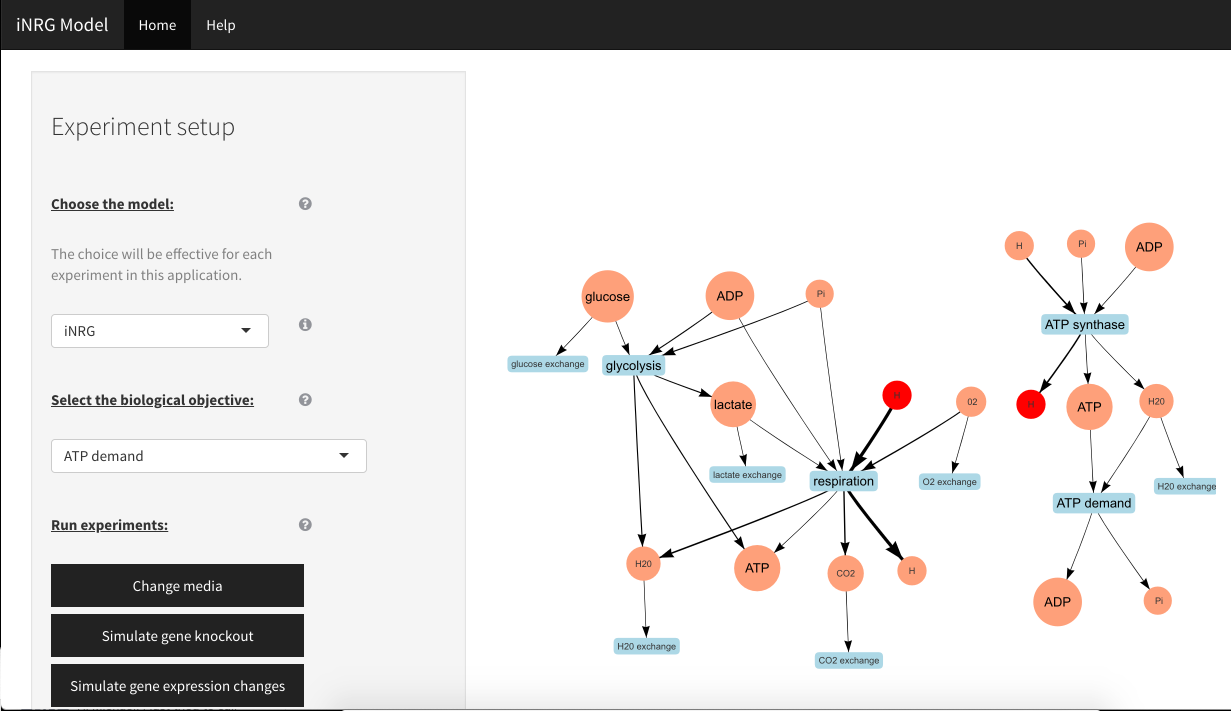 iNRG Model Home Help
Experiment setup
Choose the model:
The choice will be effective for each
experiment in this application.
iNRG
Select the biological objective:
ATP demand
Run experiments:
Change media
Simulate gene knockout
Simulate gene expression changes
H
Pi
ADP
glucose
ADP
Pi
ATP synthase
glucose exchange
glycolysis
lactate
H
02
H
ATP
H20
lactate exchange
respiration
O2 exchange
H20 exchange
ATP demand
H20
ATP
CO2
H
ADP
Pi
H20 exchange
CO2 exchange